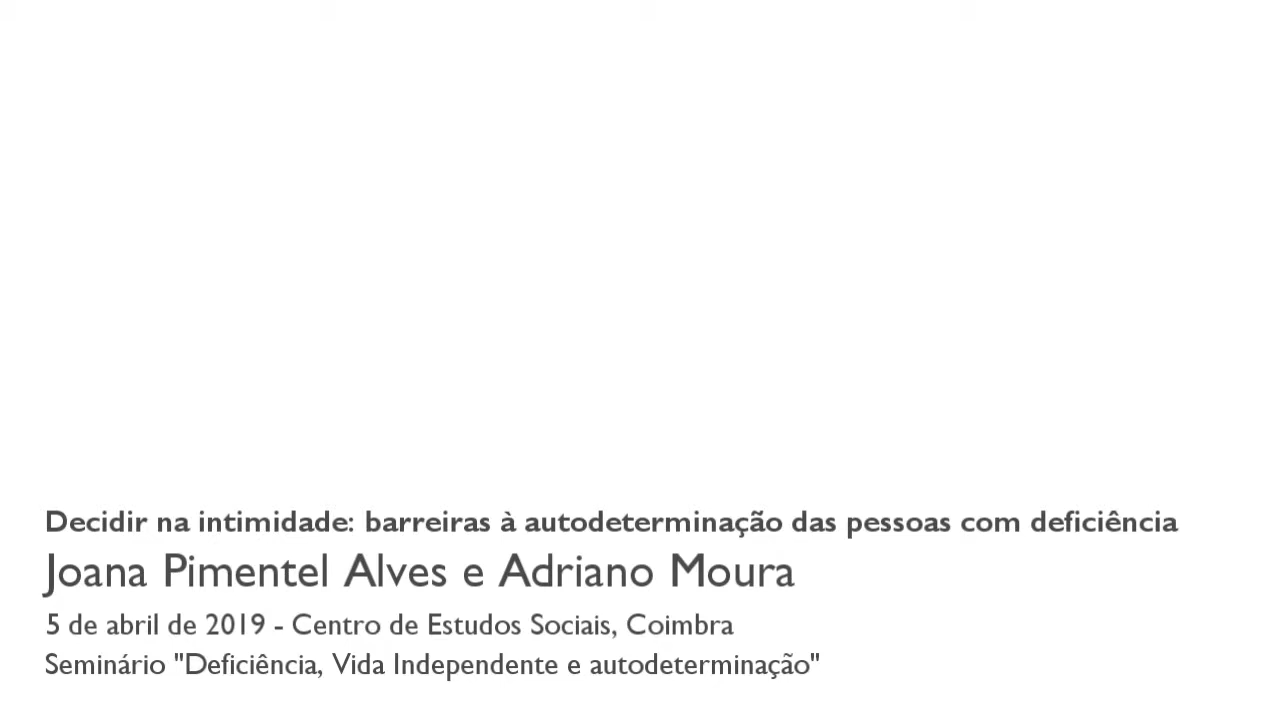 Decidir na intimidade: barreiras à autodeterminação das pessoas com deficiência
Joana Pimentel Alves e Adriano Moura
5 de abril de 2019 - Centro de Estudos Sociais, Coimbra
Seminário "Deficiência, Vida Independente e autodeterminação"